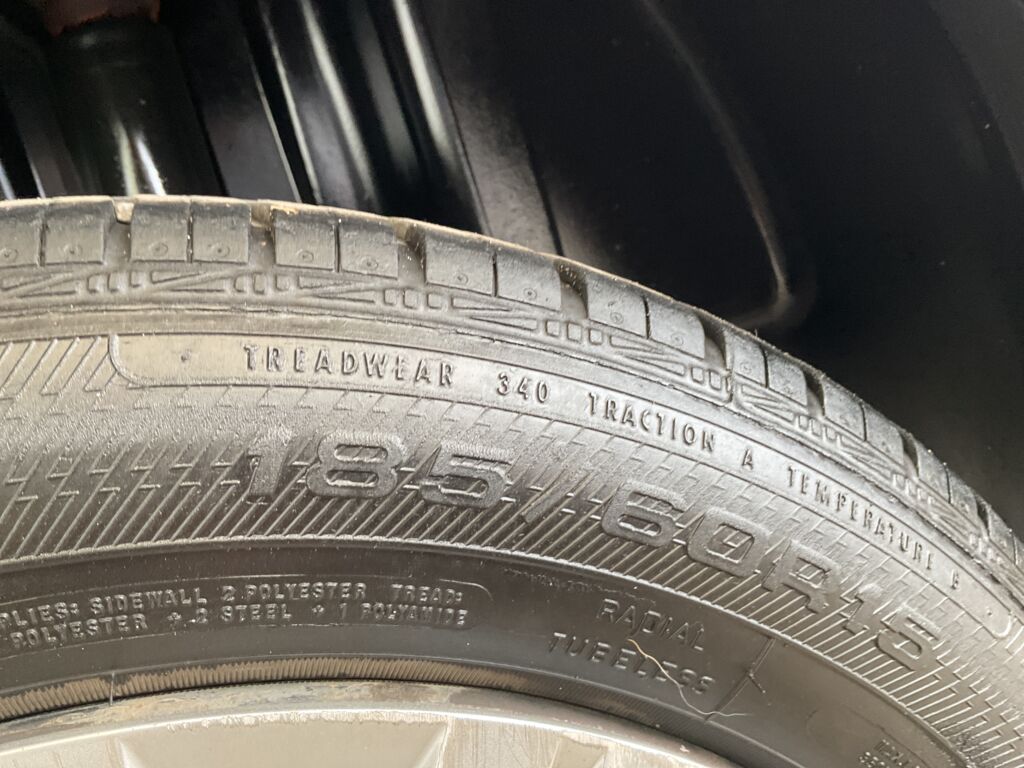 TREADWEAR 340 TRACTION A TEMPERATURE B
185/60R15
PLIES: SIDEWALL 2 POLYESTER TREAD:
POLYESTER + 2 STEEL + 1 POLYAMIDE
RADIAL
TUBELESS